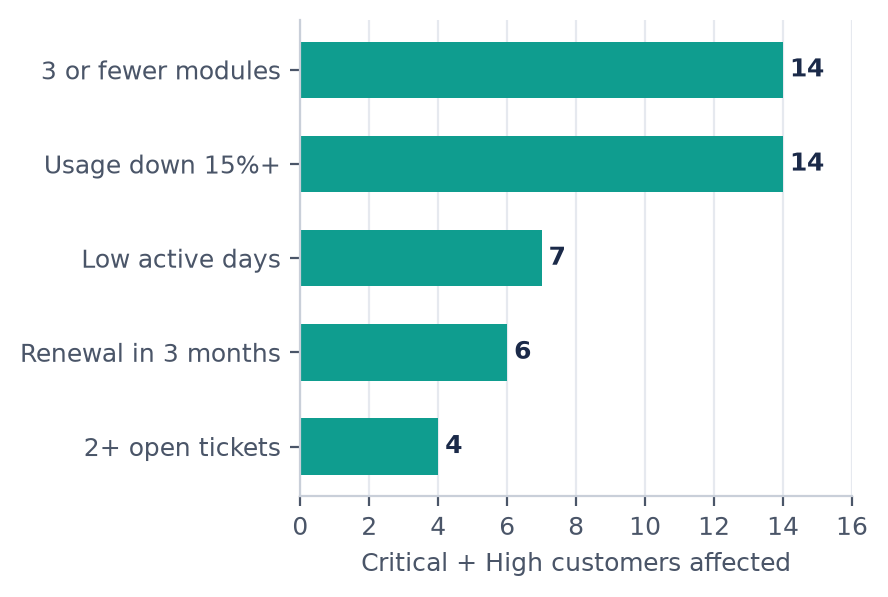 3 or fewer modules 14
Usage down 15%+ 14
Low active days 7
Renewal in 3 months 6
2+ open tickets 4
0 2 4 6 8 10 12 14 16
Critical + High customers affected